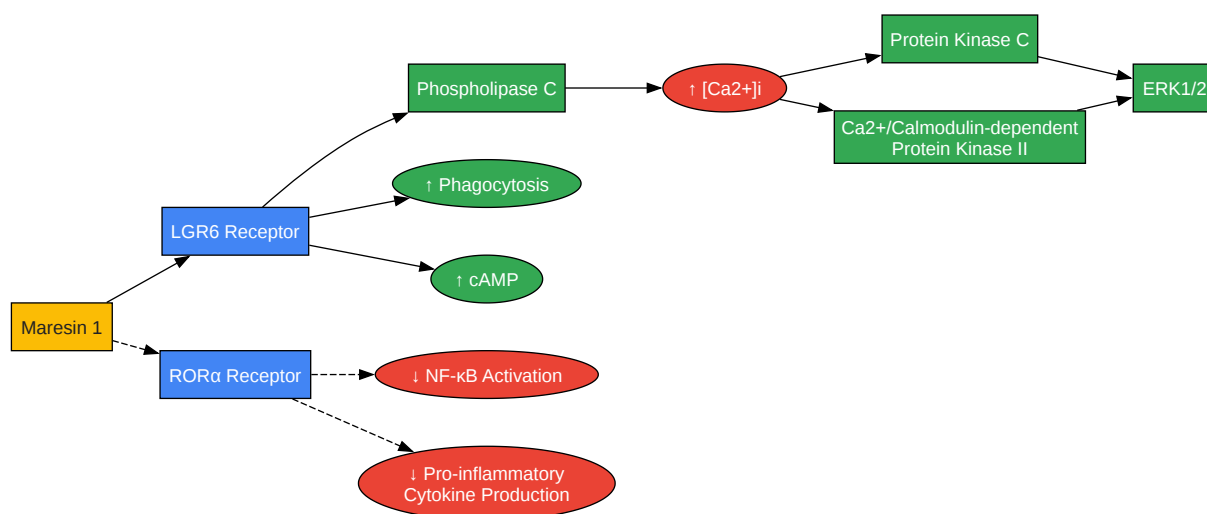 Protein Kinase C
Phospholipase C
↑ [Ca2+]i
ERK1/2
Ca2+/Calmodulin-dependent
Protein Kinase II
↑ Phagocytosis
LGR6 Receptor
↑ cAMP
Maresin 1
RORα Receptor
↓ NF-κB Activation
↓ Pro-inflammatory
Cytokine Production